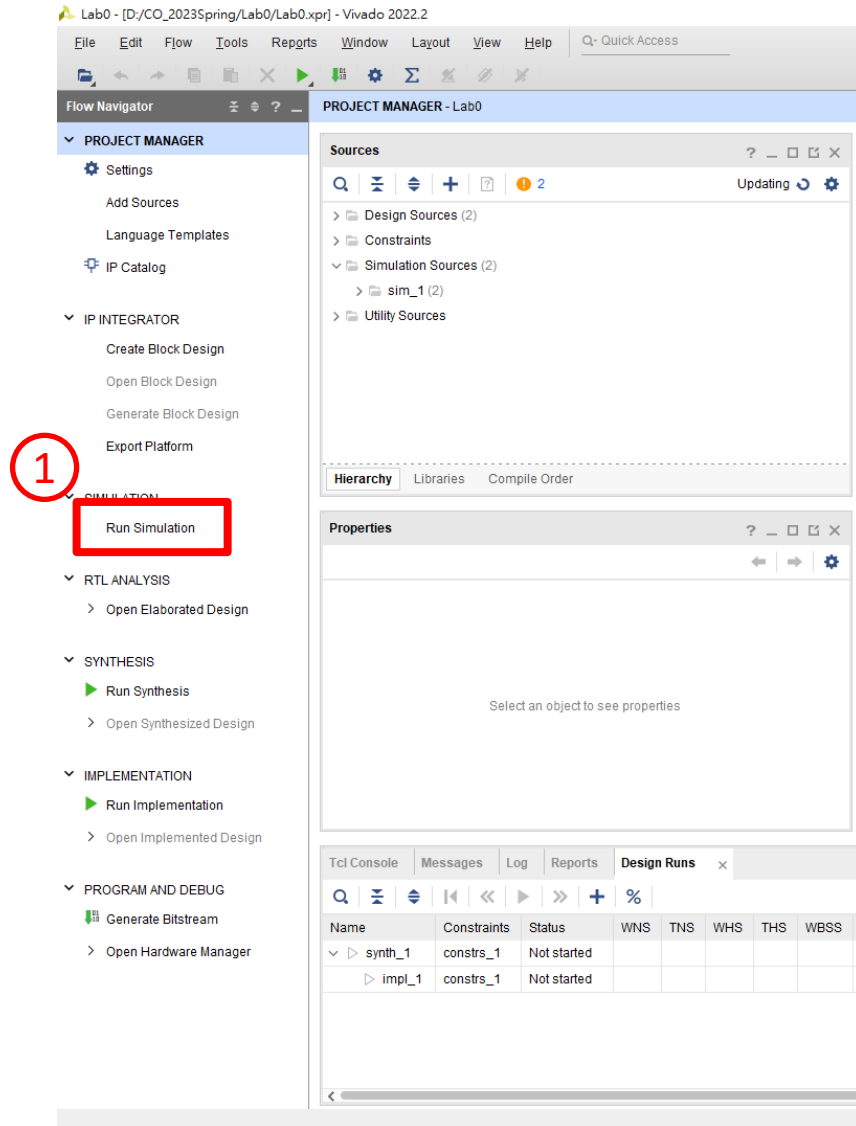 Lab0 - [D:/CO_2023Spring/Lab0/Lab0.xpr] - Vivado 2022.2
File Edit Flow Tools Reports Window Layout View Help Q- Quick Access
Flow Navigator
PROJECT MANAGER - Lab0
PROJECT MANAGER
Settings
Add Sources
Language Templates
IP Catalog
IP INTEGRATOR
Create Block Design
Open Block Design
Generate Block Design
Export Platform
1
SIMULATION
Run Simulation
RTL ANALYSIS
Open Elaborated Design
SYNTHESIS
Run Synthesis
Open Synthesized Design
IMPLEMENTATION
Run Implementation
Open Implemented Design
PROGRAM AND DEBUG
Generate Bitstream
Open Hardware Manager
Sources
2 Updating
Design Sources (2)
Constraints
Simulation Sources (2)
sim_1 (2)
Utility Sources
Hierarchy Libraries Compile Order
Properties
Select an object to see properties
Tcl Console Messages Log Reports Design Runs
Name Constraints Status WNS TNS WHS THS WBSS
synth_1 constrs_1 Not started
impl_1 constrs_1 Not started